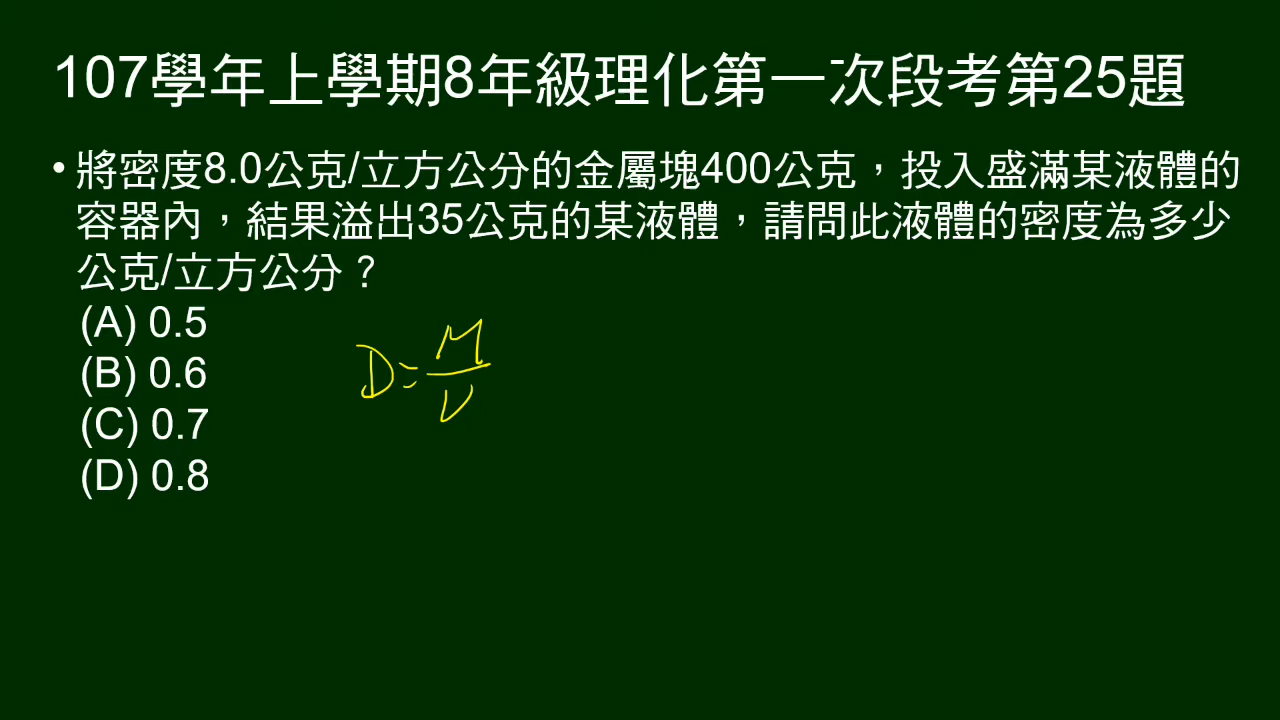 107學年上學期8年級理化第一次段考第25題
• 將密度8.0公克/立方公分的金屬塊400公克，投入盛滿某液體的
容器內，結果溢出35公克的某液體，請問此液體的密度為多少
公克/立方公分？
(A) 0.5
(B) 0.6
(C) 0.7
(D) 0.8
D=M/V